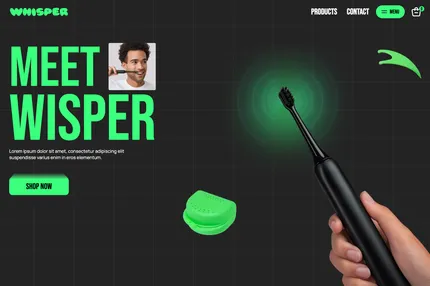 WHISPER
PRODUCTS
CONTACT
MENU
MEET
WISPER
Lorem ipsum dolor sit amet, consectetur adipiscing elit
suspendisse varius enim in eros elementum.
SHOP NOW